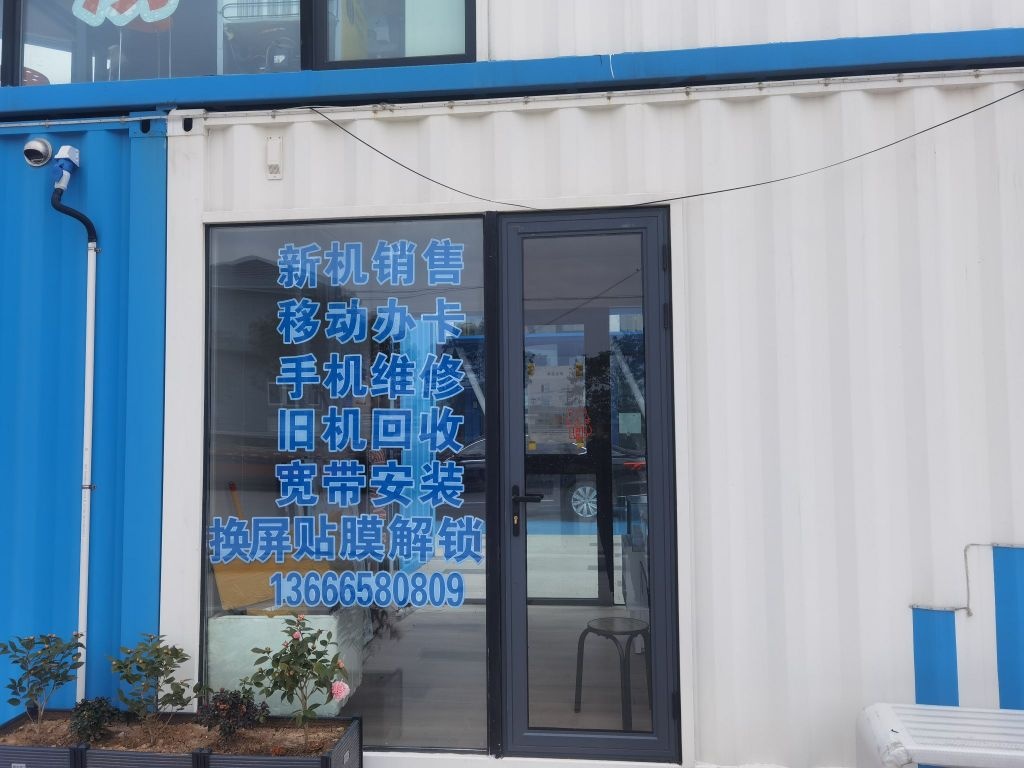 新机销售
移动办卡
手机维修
旧机回收
宽带安装
换屏贴膜解锁
13666580809